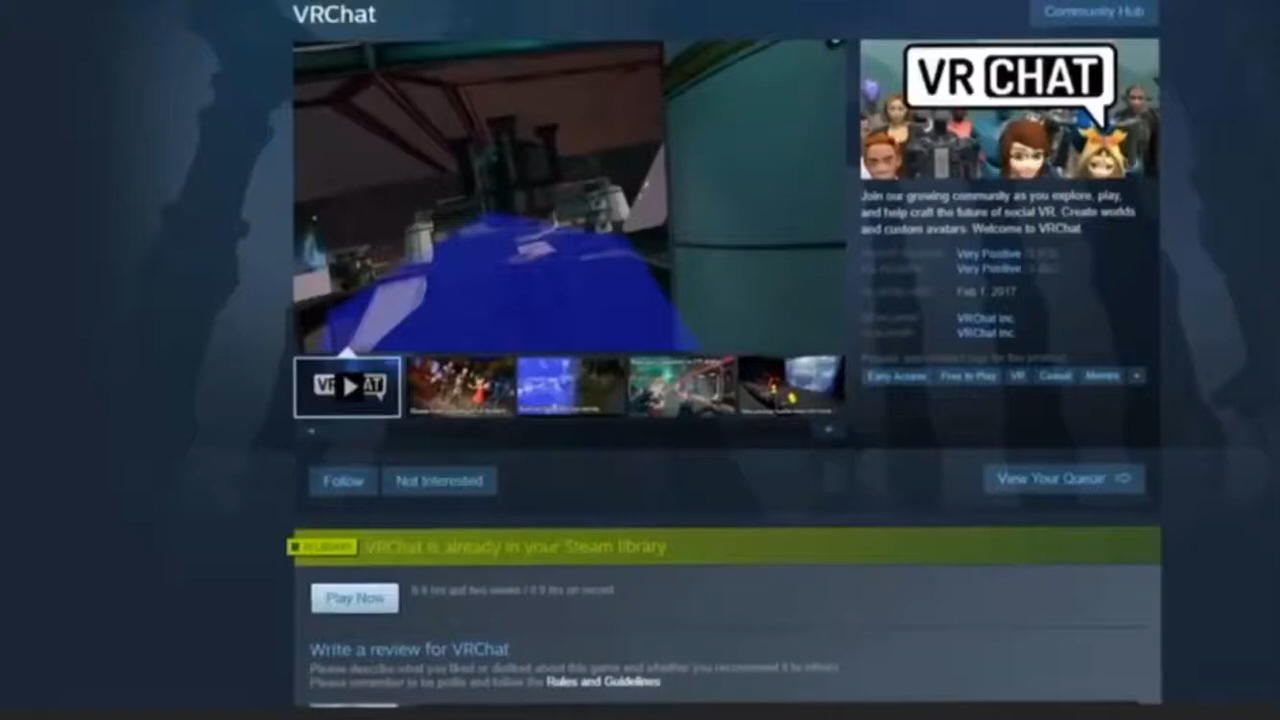 VRChat
Community Hub
VR CHAT
Join our growing community as you explore, play,
and help craft the future of social VR. Create worlds
and custom avatars. Welcome to VRChat
Very Positive
Very Positive
Feb 1, 2017
VRChat Inc.
VRChat Inc.
Early Access Free to Play VR Casual Memes +
Follow
Not Interested
View Your Queue
VRChat is already in your Steam library
Play Now
Write a review for VRChat
Please describe what you liked or disliked about this game and whether you recommend it to others.
Please remember to be polite and follow the Rules and Guidelines